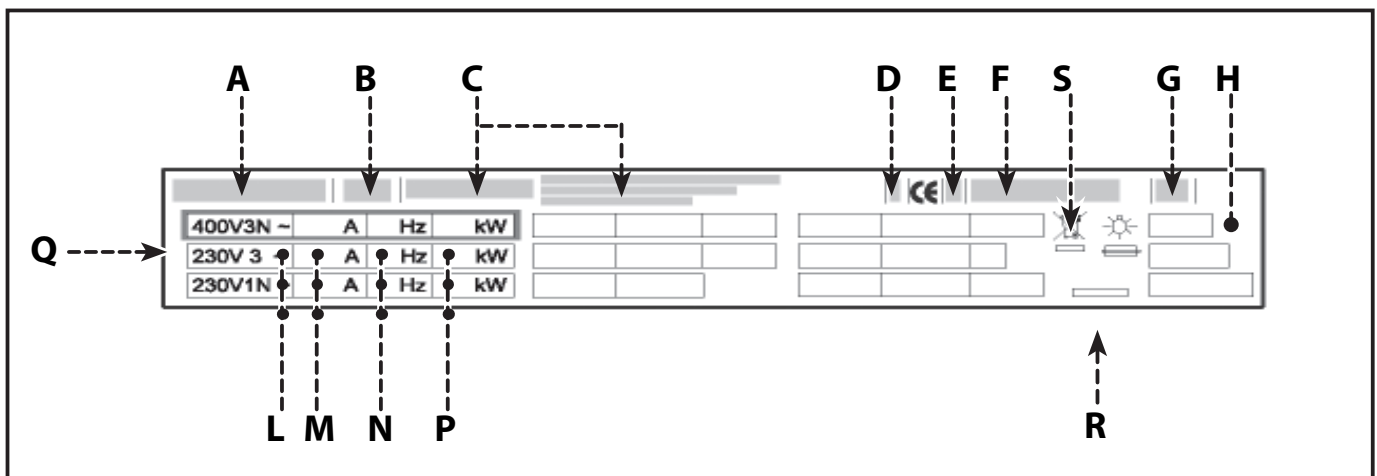 A B C D E F S G H
CE
Q
400V3N ~ A Hz kW
230V 3 ~ A Hz kW
230V1N ~ A Hz kW
L M N P R